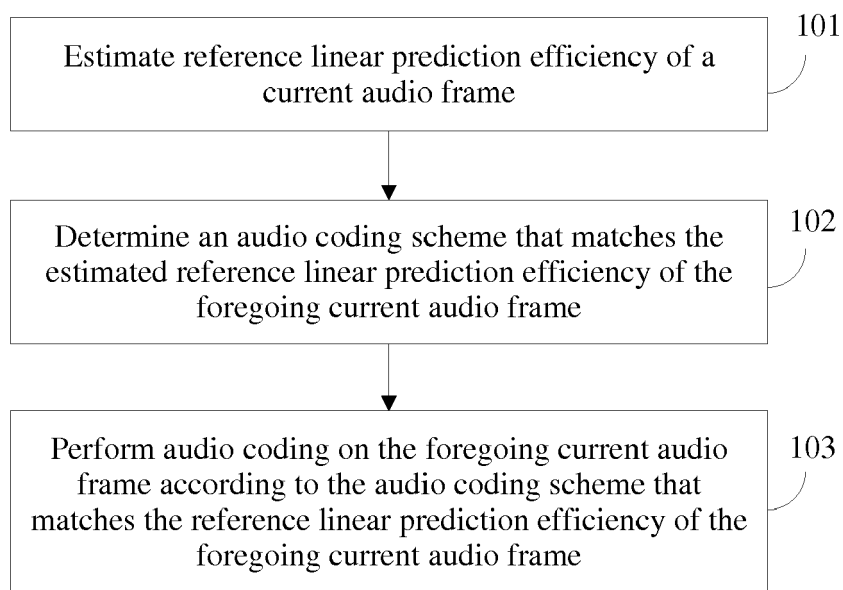 101
Estimate reference linear prediction efficiency of a
current audio frame
102
Determine an audio coding scheme that matches the
estimated reference linear prediction efficiency of the
foregoing current audio frame
103
Perform audio coding on the foregoing current audio
frame according to the audio coding scheme that
matches the reference linear prediction efficiency of the
foregoing current audio frame